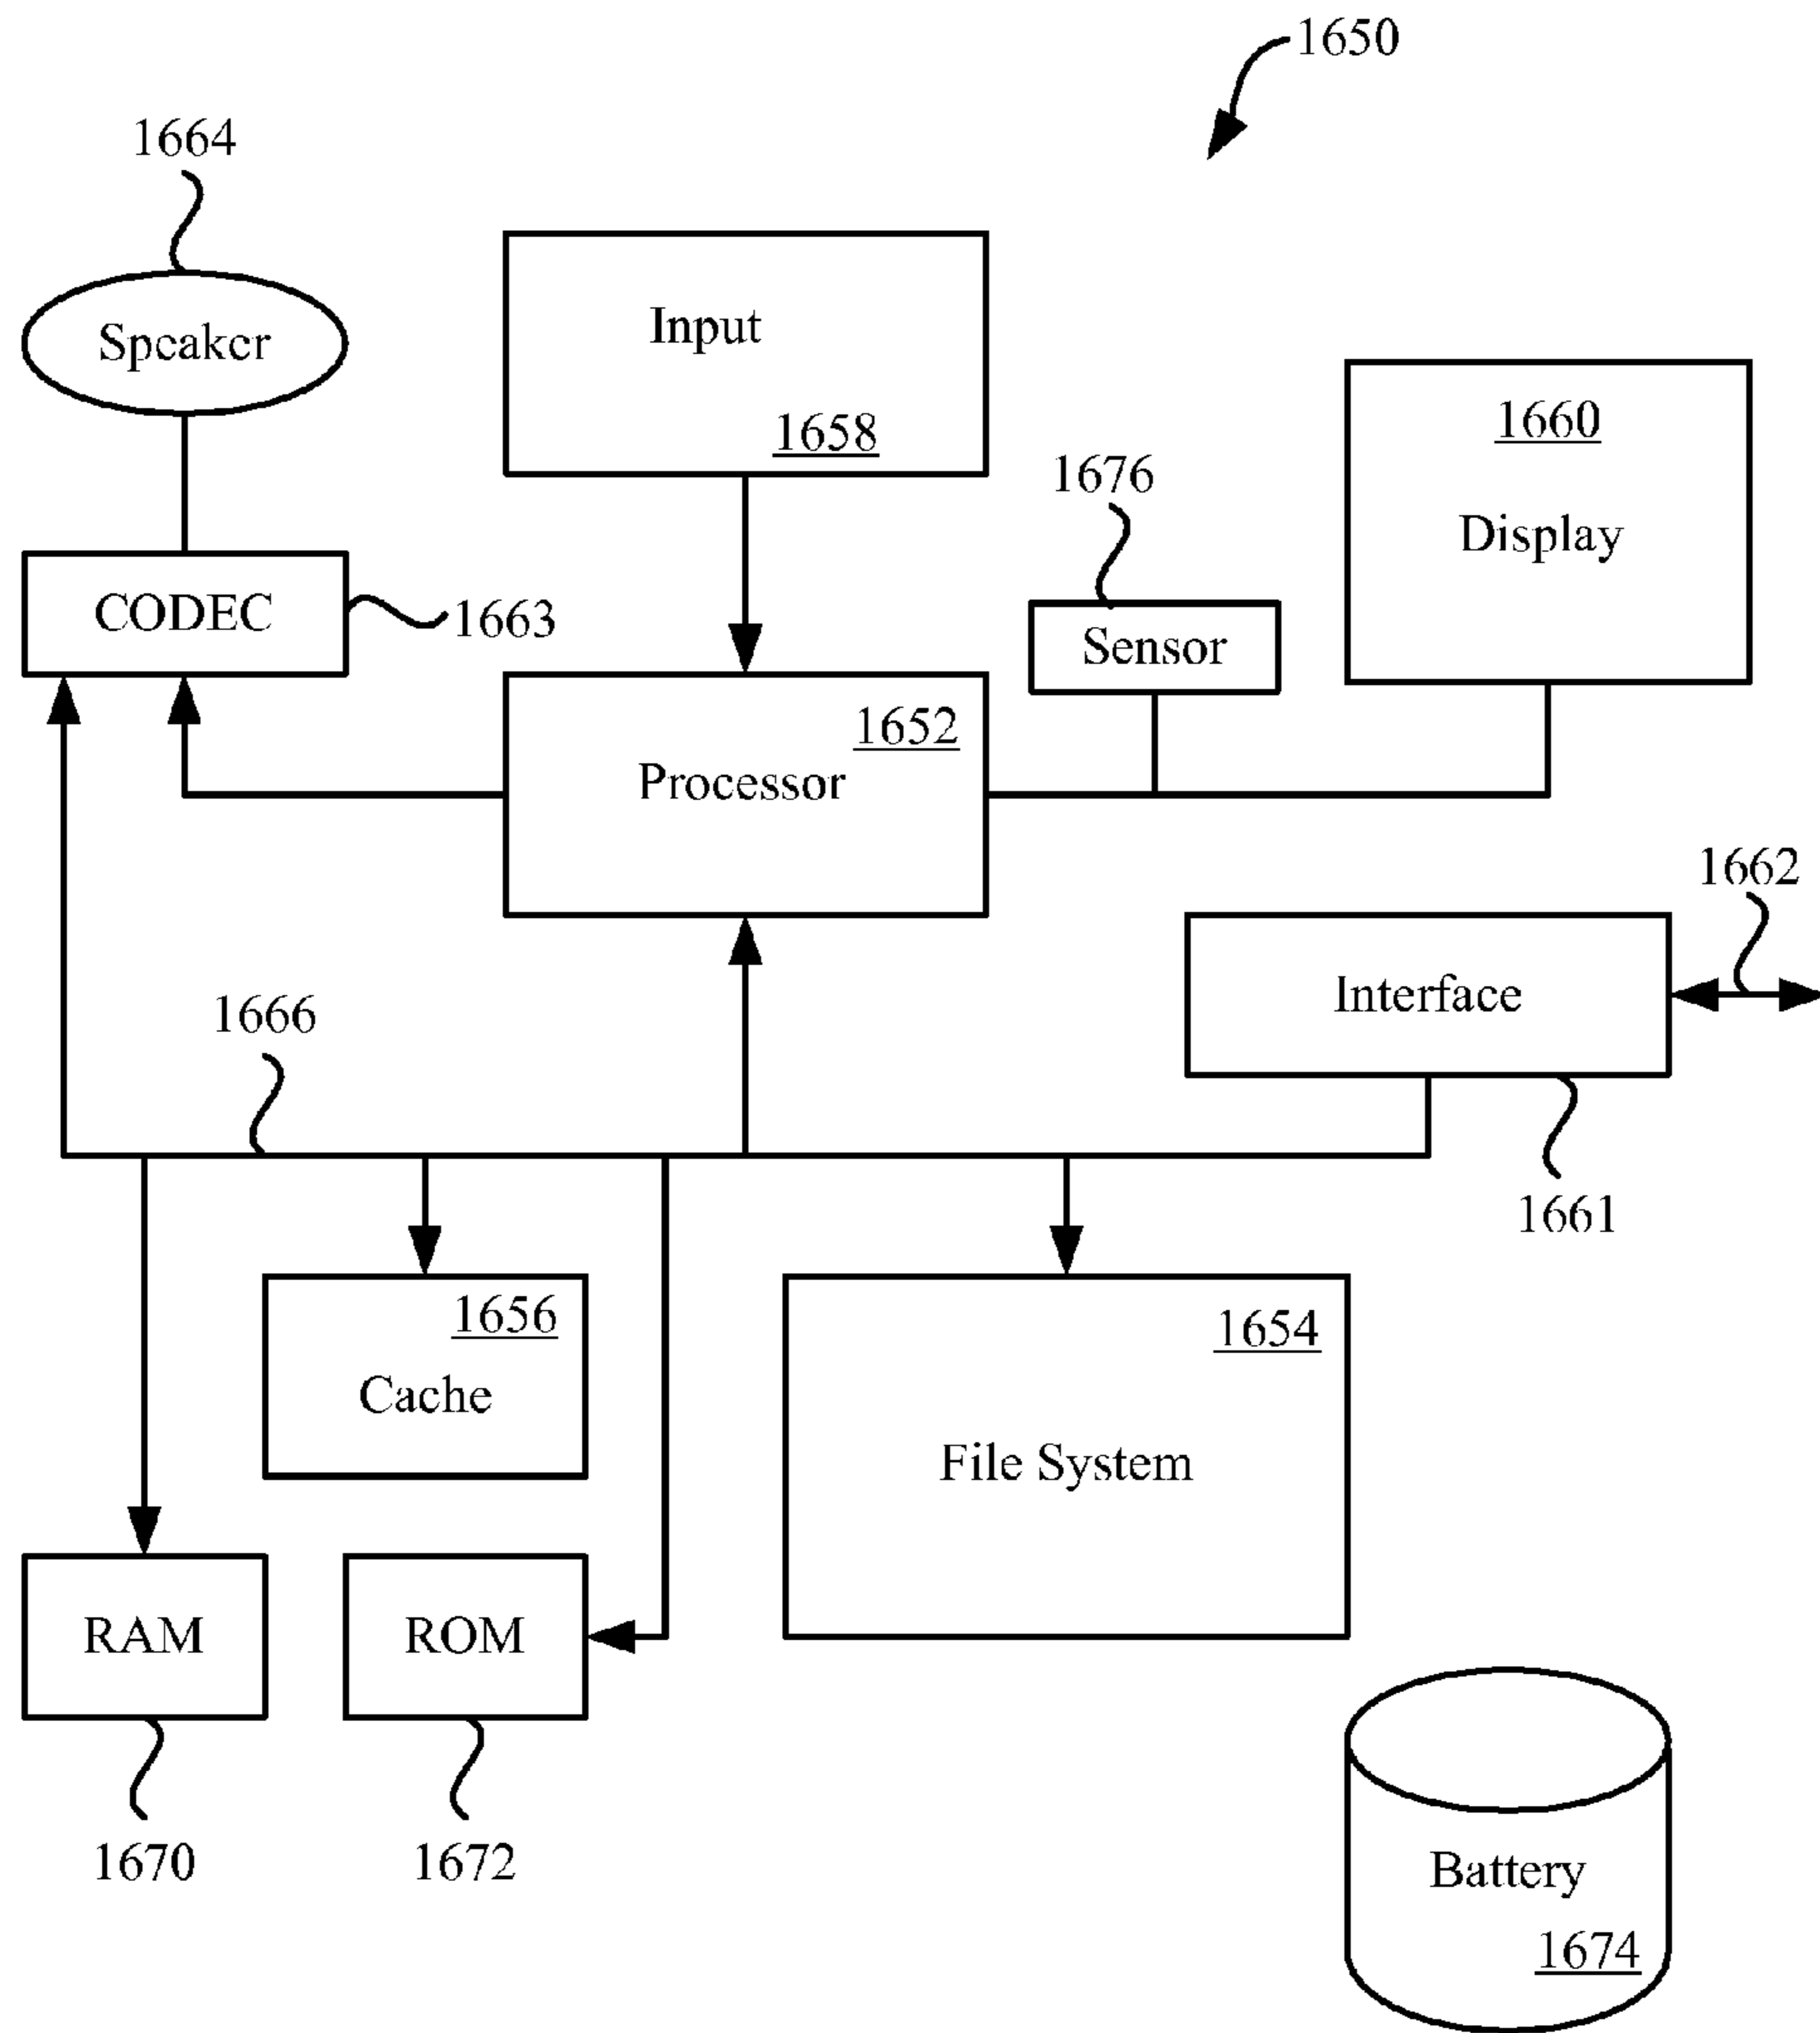 1650
1664
Speaker
Input
1658
1660
Display
1676
Sensor
CODEC
1663
1652
Processor
1662
Interface
1666
1661
1656
Cache
1654
File System
RAM
ROM
1670
1672
Battery
1674